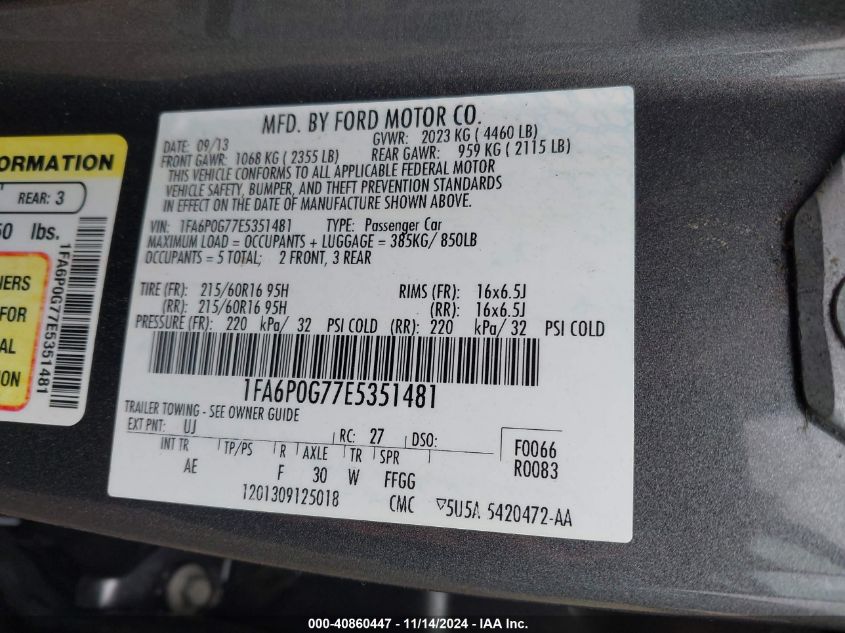 MFD. BY FORD MOTOR CO.
DATE: 09/13 GVWR: 2023 KG ( 4460 LB)
FRONT GAWR: 1068 KG ( 2355 LB) REAR GAWR: 959 KG ( 2115 LB)
THIS VEHICLE CONFORMS TO ALL APPLICABLE FEDERAL MOTOR
VEHICLE SAFETY, BUMPER, AND THEFT PREVENTION STANDARDS
IN EFFECT ON THE DATE OF MANUFACTURE SHOWN ABOVE.
VIN: 1FA6P0G77E5351481 TYPE: Passenger Car
MAXIMUM LOAD = OCCUPANTS + LUGGAGE = 385KG/ 850LB
OCCUPANTS = 5 TOTAL; 2 FRONT, 3 REAR
TIRE (FR): 215/60R16 95H RIMS (FR): 16x6.5J
(RR): 215/60R16 95H (RR): 16x6.5J
PRESSURE (FR): 220 kPa/ 32 PSI COLD (RR): 220 kPa/ 32 PSI COLD
1FA6P0G77E5351481
TRAILER TOWING - SEE OWNER GUIDE
EXT PNT: UJ RC: 27 DSO:
INT TR TP/PS R AXLE TR SPR
AE F 30 W FFGG
F0066
R0083
1201309125018 CMC 5U5A 5420472-AA
ORMATION
REAR: 3
50 lbs.
1FA6P0G77E5351481
NERS
FOR
AL
ION
000-40860447 - 11/14/2024 - IAA Inc.